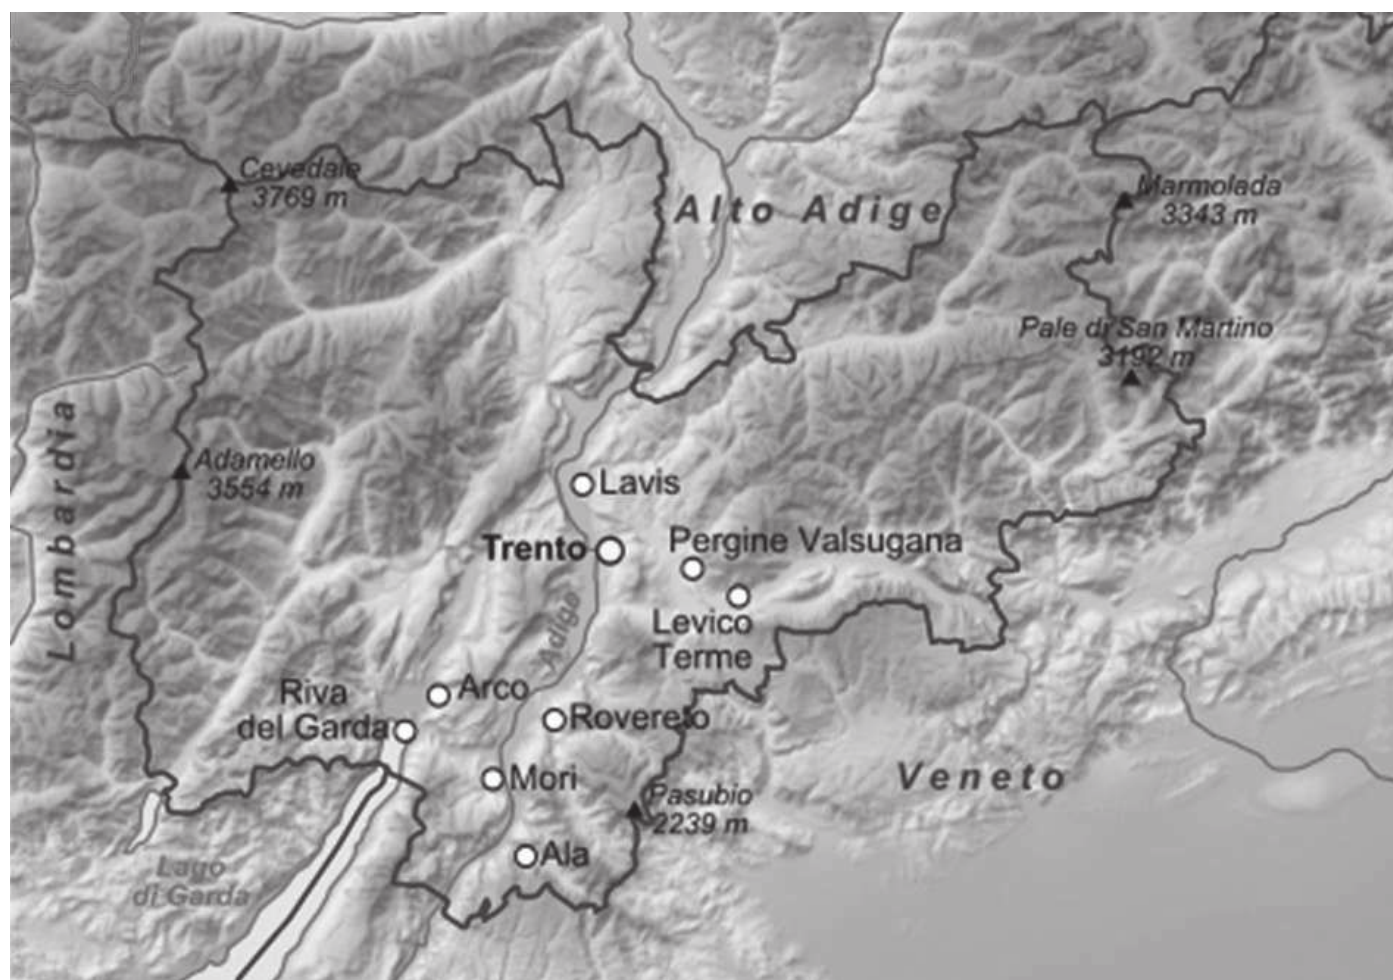 Cevedale
3769 m
Marmolada
3343 m
Alto Adige
Pale di San Martino
3192 m
Lombardia
Adamello
3554 m
Lavis
Trento
Pergine Valsugana
Levico
Terme
Adige
Riva
del Garda
Arco
Rovereto
Mori
Veneto
Pasubio
2239 m
Ala
Lago
di Garda